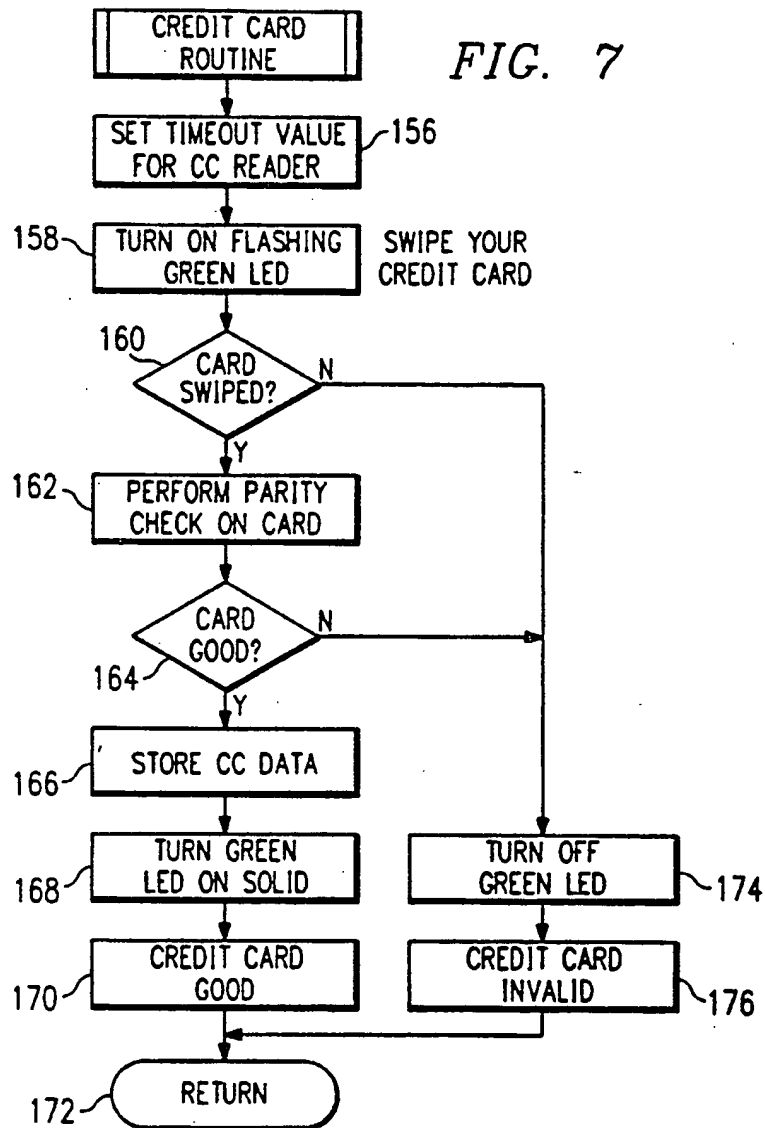 CREDIT CARD
ROUTINE
FIG. 7
SET TIMEOUT VALUE
FOR CC READER
156
158
TURN ON FLASHING
GREEN LED
SWIPE YOUR
CREDIT CARD
160
CARD
SWIPED?
N
Y
162
PERFORM PARITY
CHECK ON CARD
CARD
GOOD?
N
164
Y
166
STORE CC DATA
168
TURN GREEN
LED ON SOLID
TURN OFF
GREEN LED
174
170
CREDIT CARD
GOOD
CREDIT CARD
INVALID
176
172
RETURN